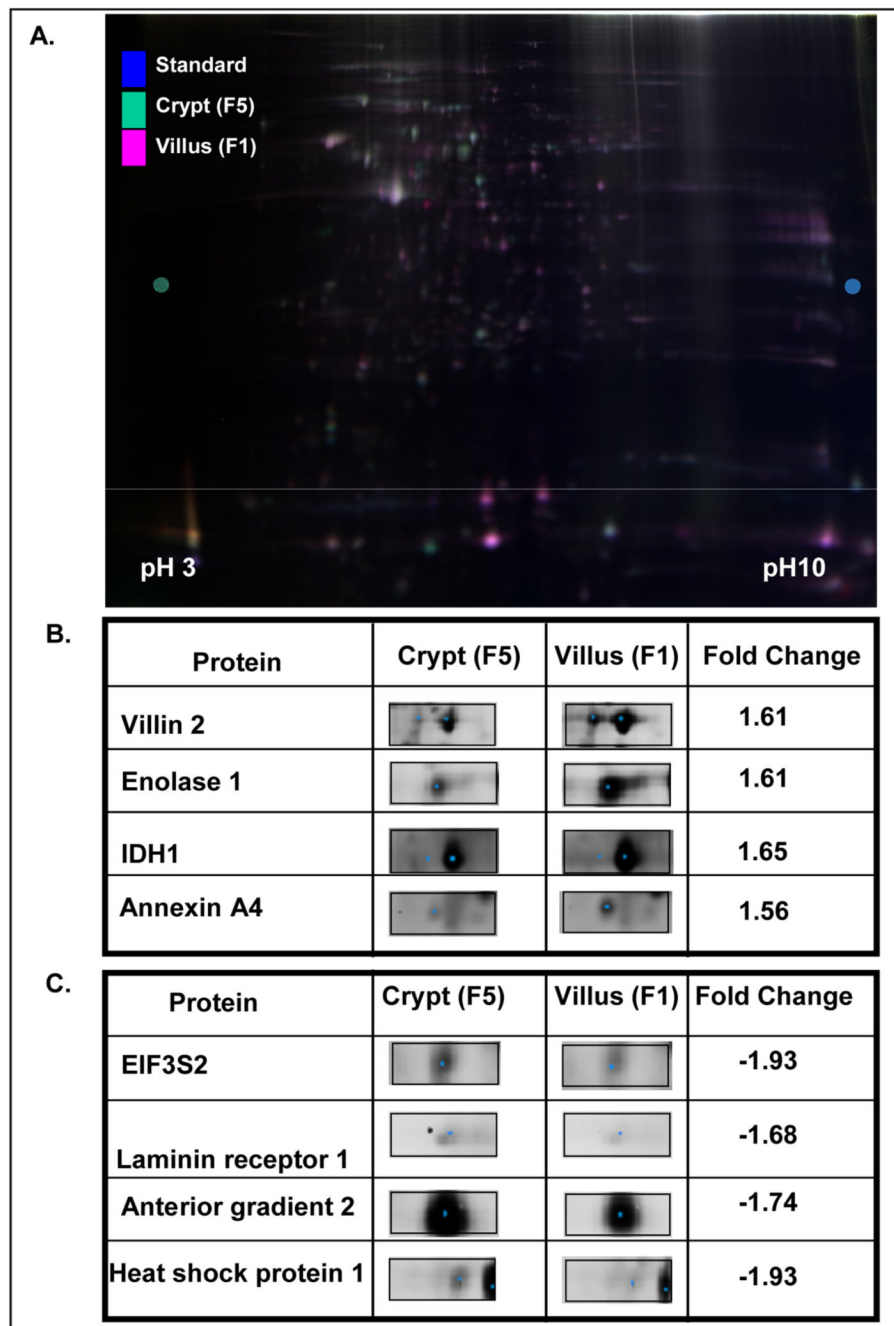 A.
Standard
Crypt (F5)
Villus (F1)
pH 3
pH10
B.
Protein
Crypt (F5)
Villus (F1)
Fold Change
Villin 2
1.61
Enolase 1
1.61
IDH1
1.65
Annexin A4
1.56
C.
Protein
Crypt (F5)
Villus (F1)
Fold Change
EIF3S2
-1.93
Laminin receptor 1
-1.68
Anterior gradient 2
-1.74
Heat shock protein 1
-1.93